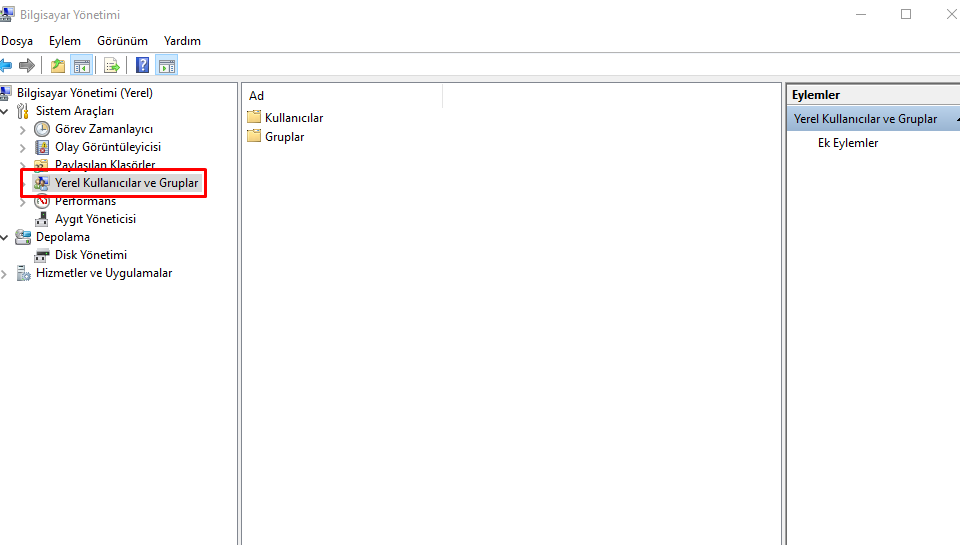 Bilgisayar Yönetimi
Dosya Eylem Görünüm Yardım
Bilgisayar Yönetimi (Yerel)
Sistem Araçları
Görev Zamanlayıcı
Olay Görüntüleyicisi
Paylaşılan Klasörler
Yerel Kullanıcılar ve Gruplar
Performans
Aygıt Yöneticisi
Depolama
Disk Yönetimi
Hizmetler ve Uygulamalar
Ad
Kullanıcılar
Gruplar
Eylemler
Yerel Kullanıcılar ve Gruplar
Ek Eylemler